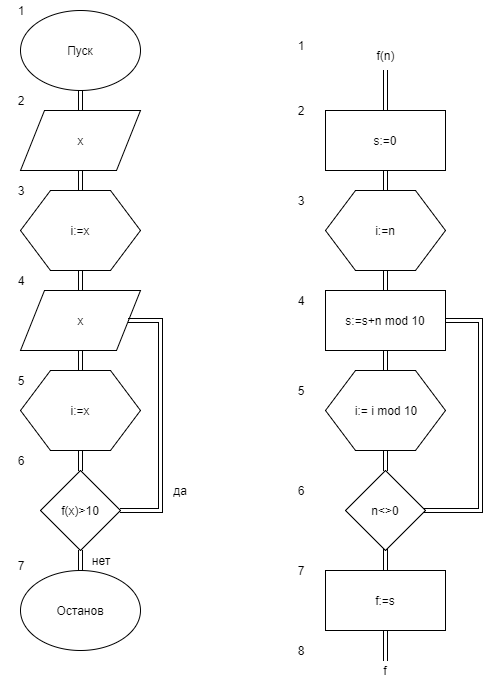 1
Пуск
2
x
3
i:=x
4
x
5
i:=x
6
f(x)>10
да
нет
7
Останов
1
f(n)
2
s:=0
3
i:=n
4
s:=s+n mod 10
5
i:= i mod 10
6
n<>0
7
f:=s
8
f